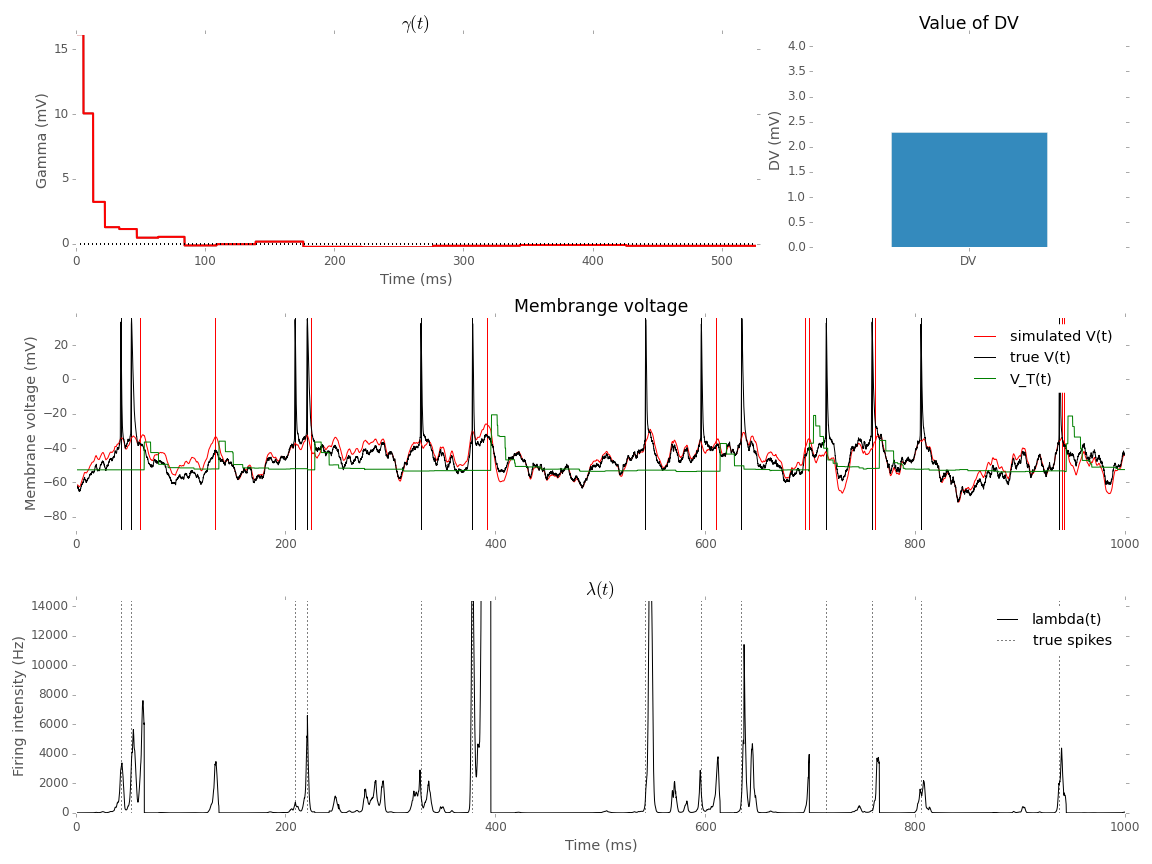 γ(t)
15
10
5
0
Gamma (mV)
0 100 200 300 400 500
Time (ms)
Value of DV
4.0
3.5
3.0
2.5
2.0
1.5
1.0
0.5
0.0
DV (mV)
DV
Membrange voltage
20
0
−20
−40
−60
−80
Membrane voltage (mV)
simulated V(t)
true V(t)
V_T(t)
0 200 400 600 800 1000
λ(t)
14000
12000
10000
8000
6000
4000
2000
0
Firing intensity (Hz)
lambda(t)
true spikes
0 200 400 600 800 1000
Time (ms)